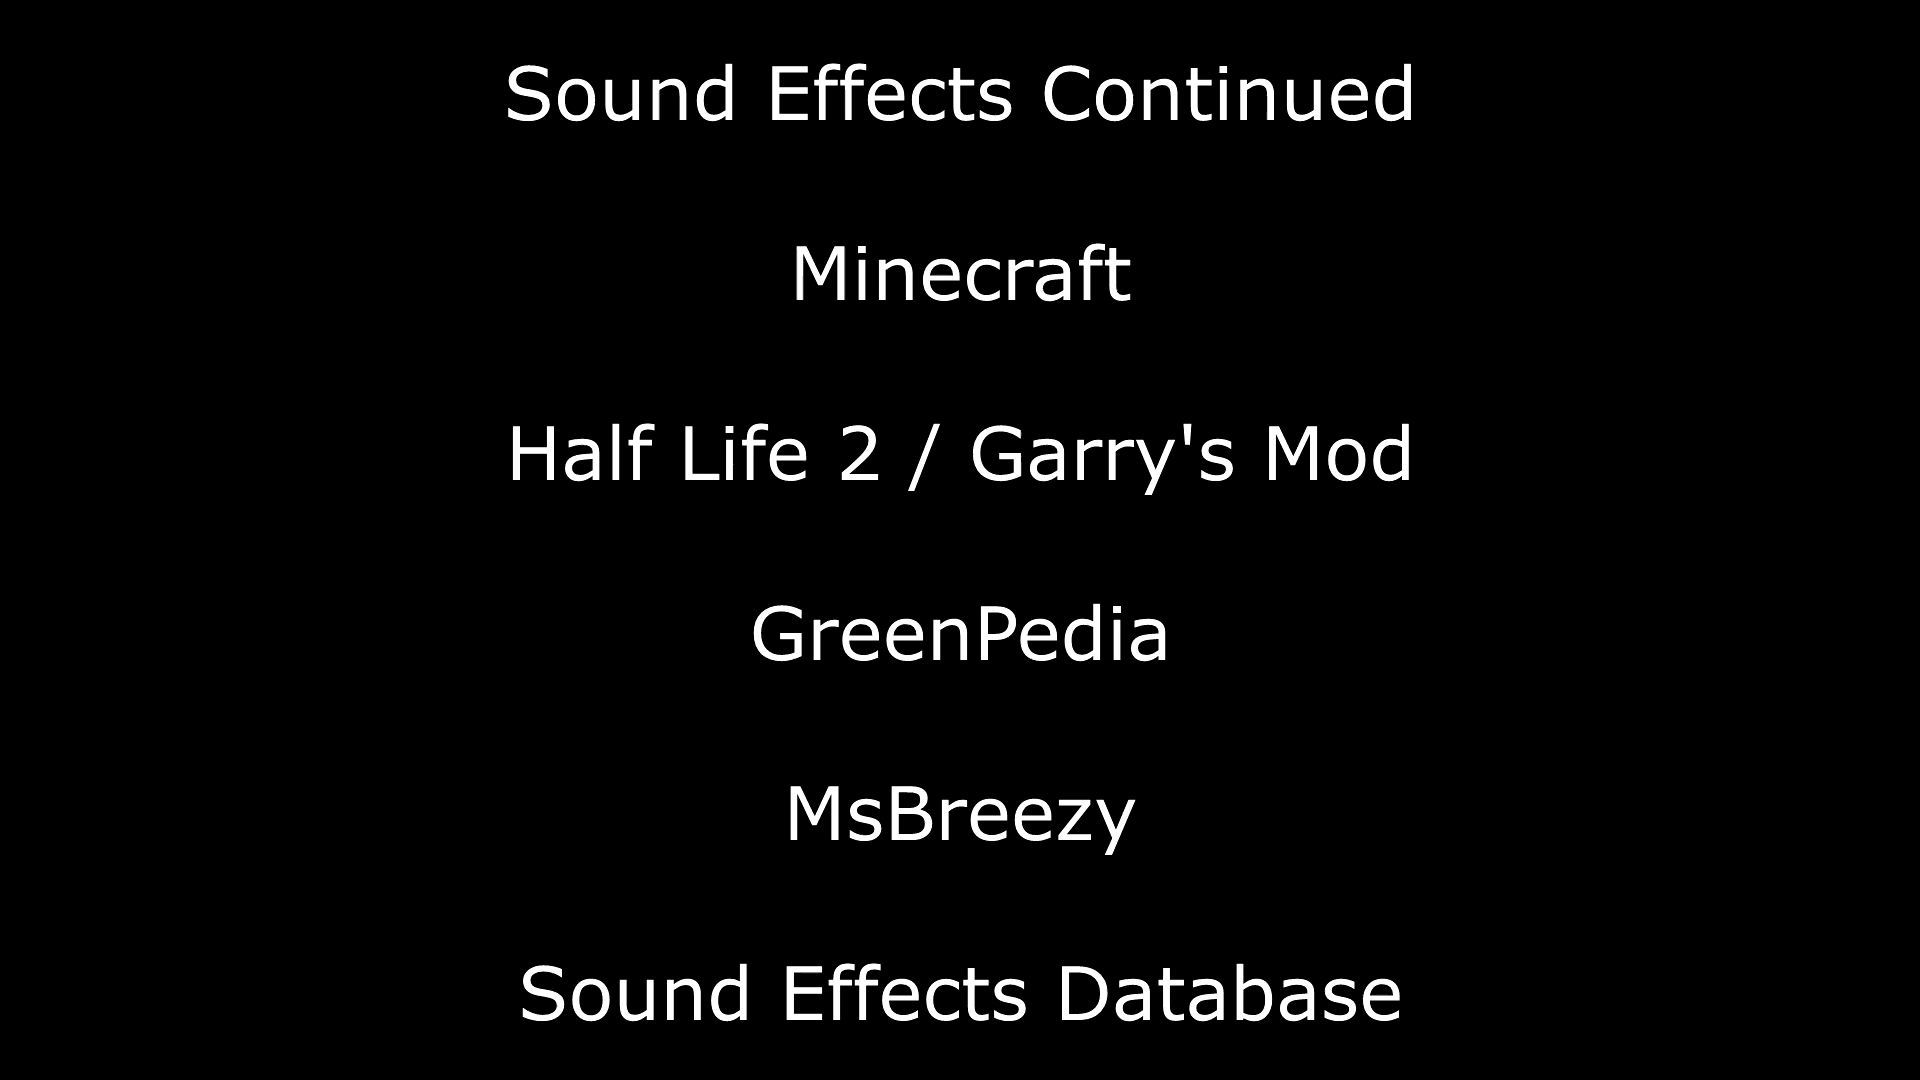 Sound Effects Continued
Minecraft
Half Life 2 / Garry's Mod
GreenPedia
MsBreezy
Sound Effects Database